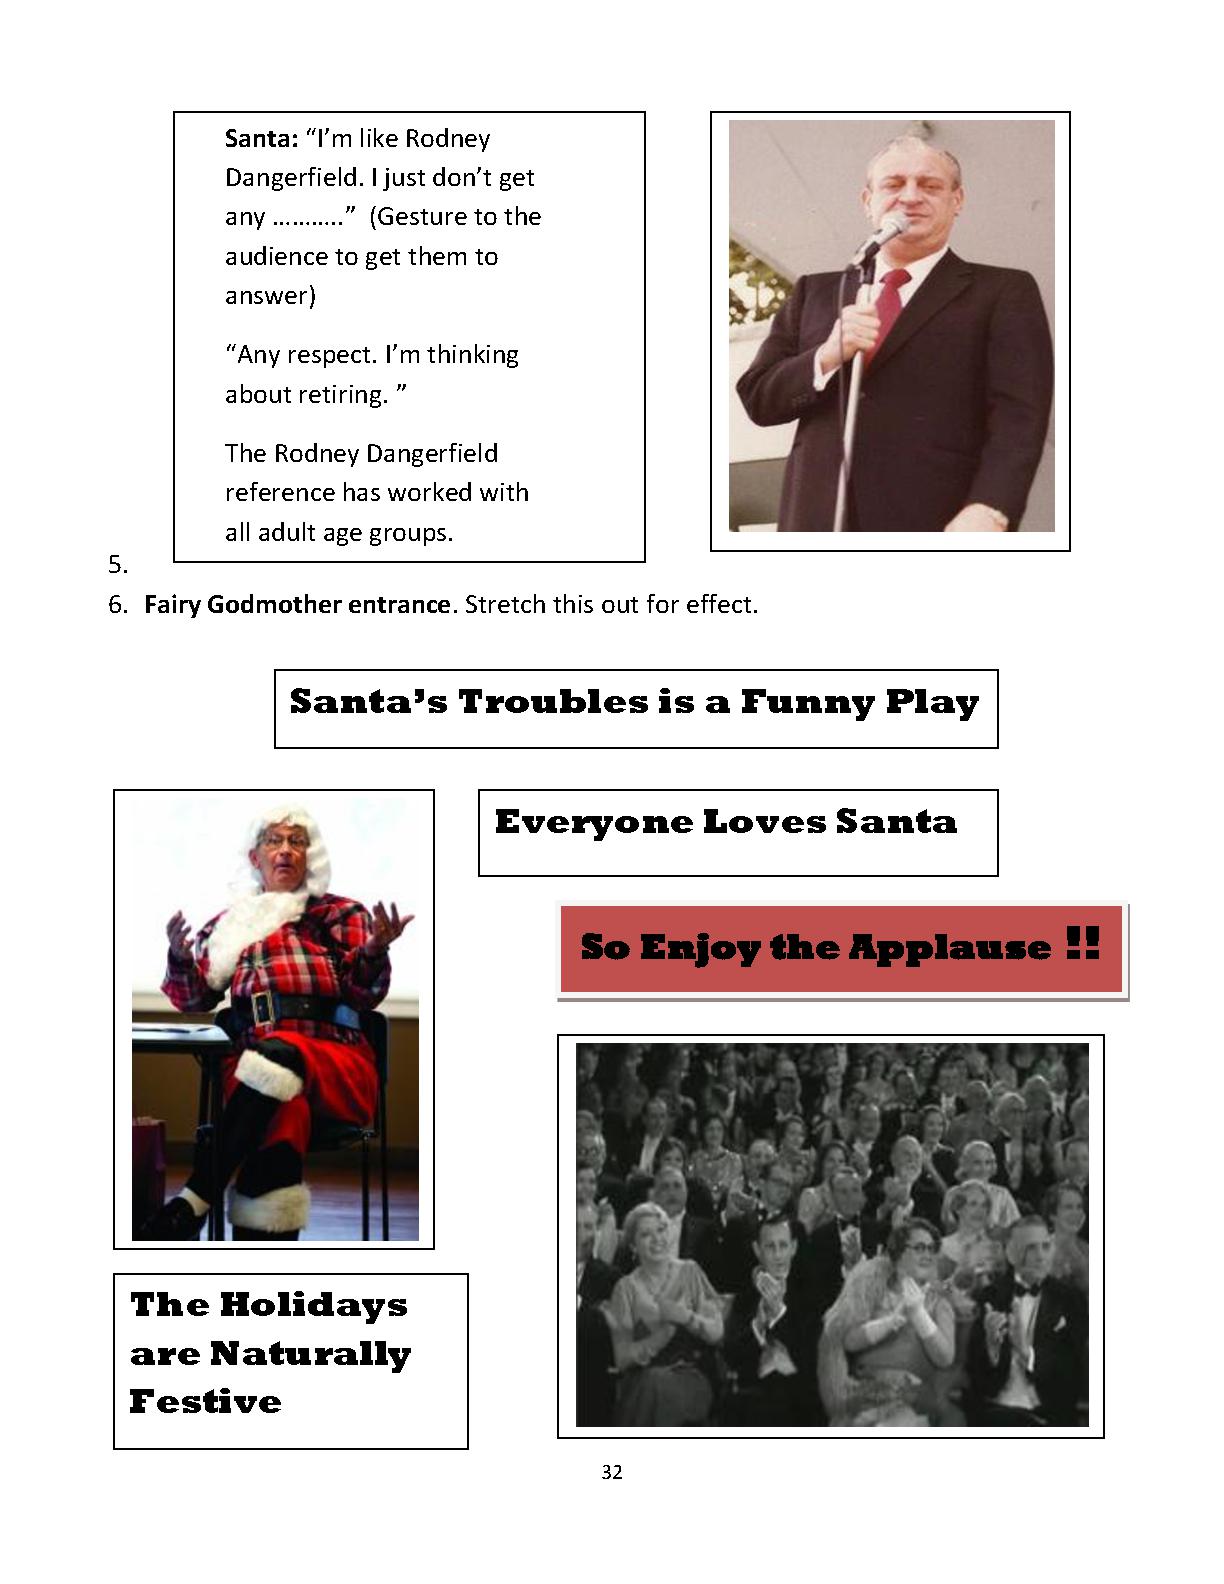 Santa: “I’m like Rodney
Dangerfield. I just don’t get
any ………..”  (Gesture to the
audience to get them to
answer)
“Any respect. I’m thinking
about retiring. ”
The Rodney Dangerfield
reference has worked with
all adult age groups.
5.
6. Fairy Godmother entrance. Stretch this out for effect.
Santa’s Troubles is a Funny Play
Everyone Loves Santa
So Enjoy the Applause !!
The Holidays
are Naturally
Festive
32